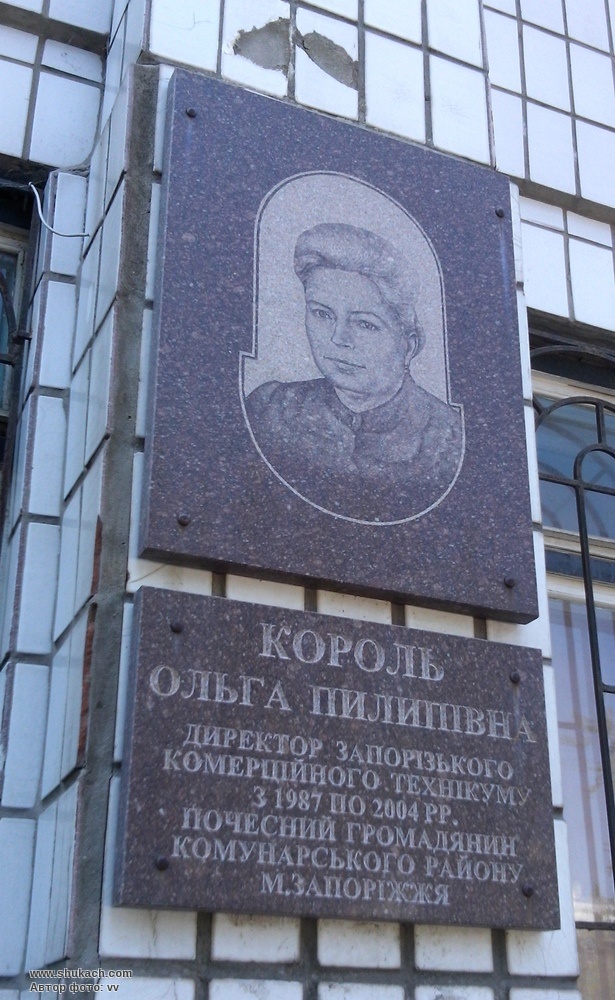 КОРОЛЬ
ОЛЬГА ПИЛИПІВНА
ДИРЕКТОР ЗАПОРІЗЬКОГО
КОМЕРЦІЙНОГО ТЕХНІКУМУ
З 1987 ПО 2004 РР.
ПОЧЕСНИЙ ГРОМАДЯНИН
КОМУНАРСЬКОГО РАЙОНУ
М.ЗАПОРІЖЖЯ
www.shukach.com
Автор фото: vv